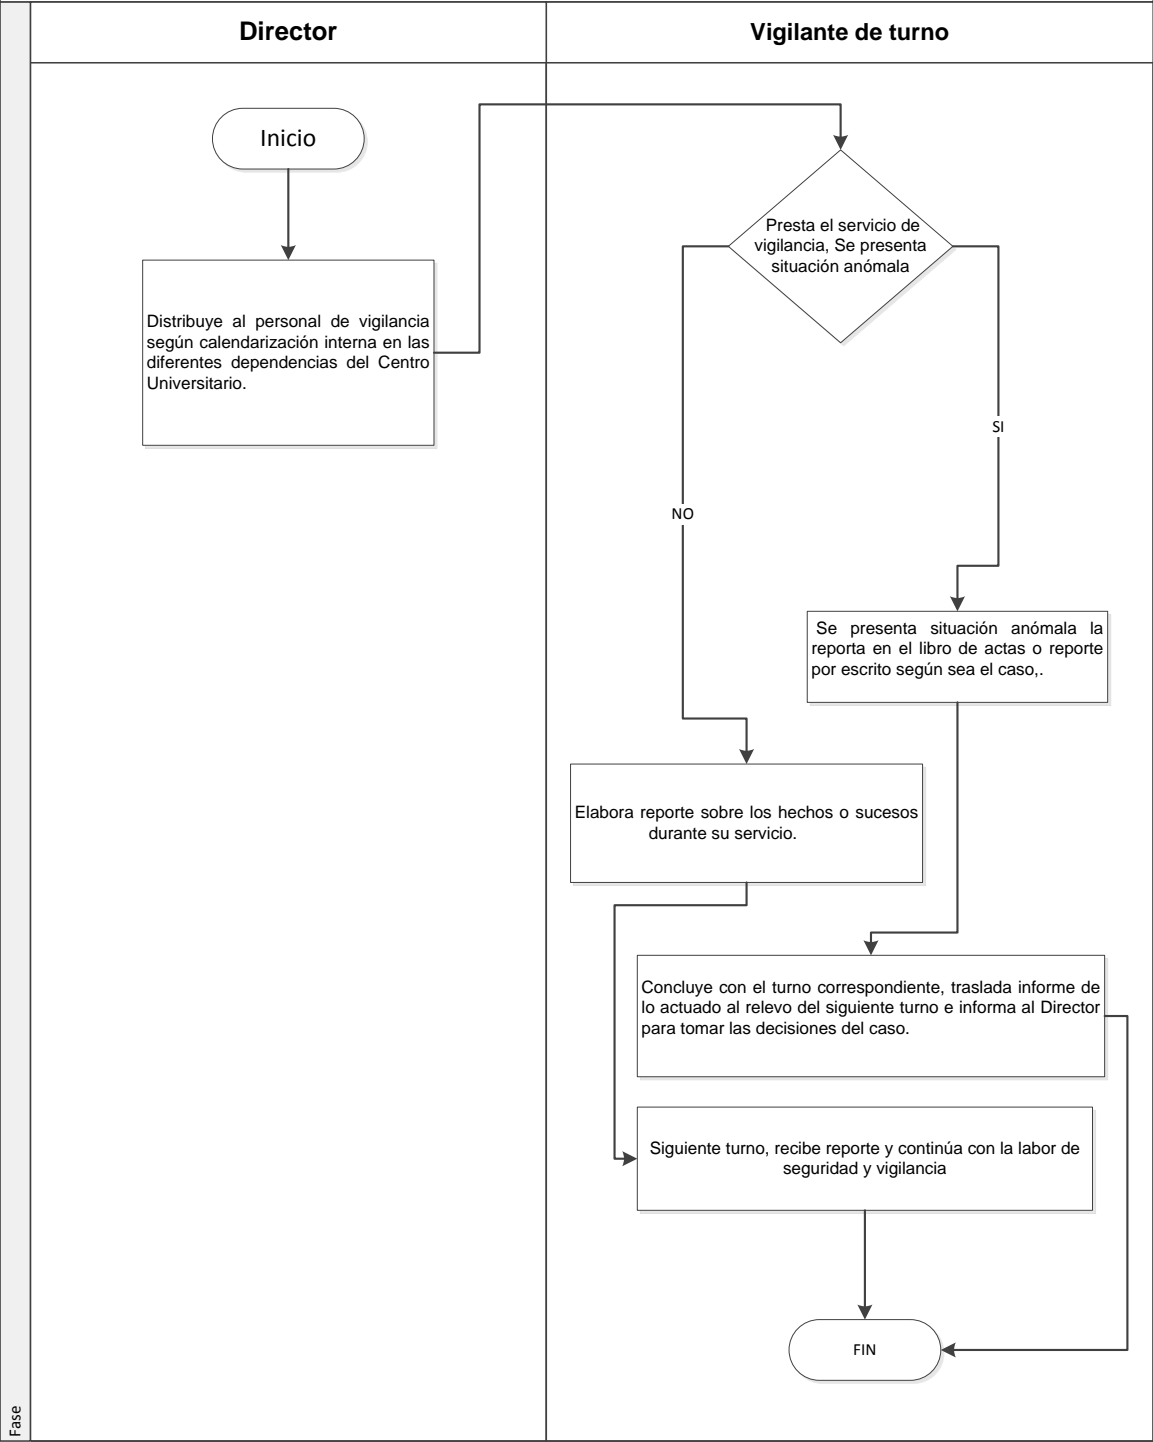 Director
Vigilante de turno
Inicio
Distribuye al personal de vigilancia
según calendarización interna en las
diferentes dependencias del Centro
Universitario.
Presta el servicio de
vigilancia, Se presenta
situación anómala
SI
NO
Se presenta situación anómala la
reporta en el libro de actas o reporte
por escrito según sea el caso,.
Elabora reporte sobre los hechos o sucesos
durante su servicio.
Concluye con el turno correspondiente, traslada informe de
lo actuado al relevo del siguiente turno e informa al Director
para tomar las decisiones del caso.
Siguiente turno, recibe reporte y continúa con la labor de
seguridad y vigilancia
FIN
Fase